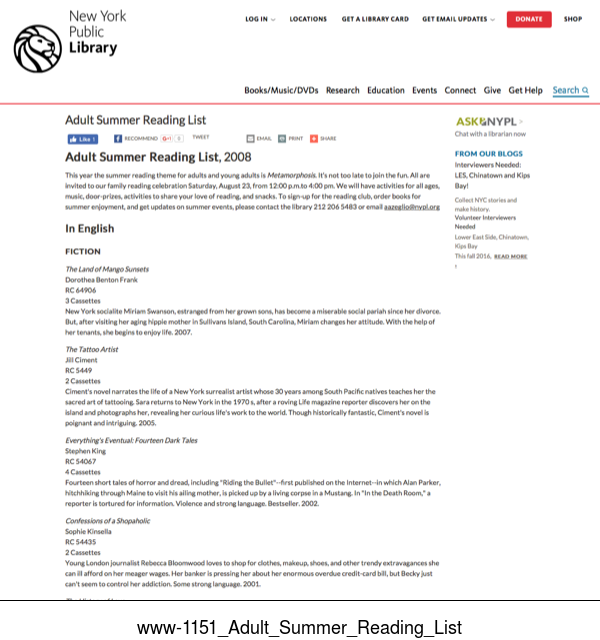 New York
Public
Library
LOG IN
LOCATIONS
GET A LIBRARY CARD
GET EMAIL UPDATES
DONATE
SHOP
Books/Music/DVDs Research Education Events Connect Give Get Help Search
Adult Summer Reading List
Like 1
RECOMMEND
G+1
0
TWEET
EMAIL
PRINT
SHARE
Adult Summer Reading List, 2008
This year the summer reading theme for adults and young adults is Metamorphosis. It's not too late to join the fun. All are
invited to our family reading celebration Saturday, August 23, from 12:00 p.m.to 4:00 pm. We will have activities for all ages,
music, door-prizes, activities to share your love of reading, and snacks. To sign-up for the reading club, order books for
summer enjoyment, and get updates on summer events, please contact the library 212 206 5483 or email aazeglio@nypl.org
In English
FICTION
The Land of Mango Sunsets
Dorothea Benton Frank
RC 64906
3 Cassettes
New York socialite Miriam Swanson, estranged from her grown sons, has become a miserable social pariah since her divorce.
But, after visiting her aging hippie mother in Sullivans Island, South Carolina, Miriam changes her attitude. With the help of
her tenants, she begins to enjoy life. 2007.
The Tattoo Artist
Jill Ciment
RC 5449
2 Cassettes
Ciment's novel narrates the life of a New York surrealist artist whose 30 years among South Pacific natives teaches her the
sacred art of tattooing. Sara returns to New York in the 1970 s, after a roving Life magazine reporter discovers her on the
island and photographs her, revealing her curious life's work to the world. Though historically fantastic, Ciment's novel is
poignant and intriguing. 2005.
Everything's Eventual: Fourteen Dark Tales
Stephen King
RC 54067
4 Cassettes
Fourteen short tales of horror and dread, including "Riding the Bullet"--first published on the Internet--in which Alan Parker,
hitchhiking through Maine to visit his ailing mother, is picked up by a living corpse in a Mustang. In "In the Death Room," a
reporter is tortured for information. Violence and strong language. Bestseller. 2002.
Confessions of a Shopaholic
Sophie Kinsella
RC 54435
2 Cassettes
Young London journalist Rebecca Bloomwood loves to shop for clothes, makeup, shoes, and other trendy extravagances she
can ill afford on her meager wages. Her banker is pressing her about her enormous overdue credit-card bill, but Becky just
can't seem to control her addiction. Some strong language. 2001.
ASK NYPL
Chat with a librarian now
FROM OUR BLOGS
Interviewers Needed:
LES, Chinatown and Kips
Bay!
Collect NYC stories and
make history.
Volunteer Interviewers
Needed
Lower East Side, Chinatown,
Kips Bay
This fall 2016, READ MORE
www-1151_Adult_Summer_Reading_List